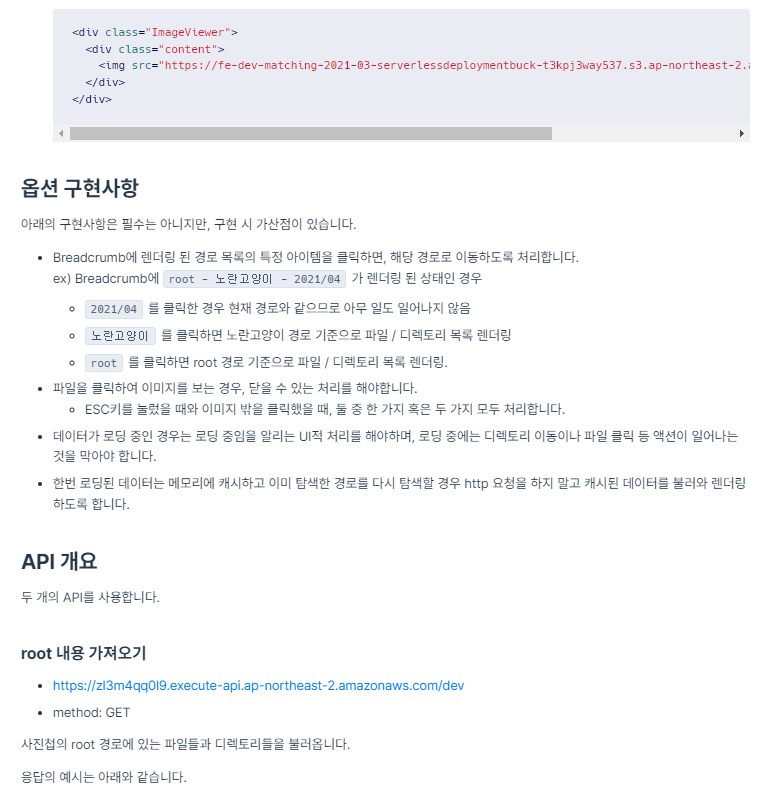 <div class="ImageViewer">
<div class="content">
<img src="https://fe-dev-matching-2021-03-serverlessdeploymentbuck-t3kpj3way537.s3.ap-northeast-2.a
</div>
</div>
옵션 구현사항
아래의 구현사항은 필수는 아니지만, 구현 시 가산점이 있습니다.
• Breadcrumb에 렌더링 된 경로 목록의 특정 아이템을 클릭하면, 해당 경로로 이동하도록 처리합니다.
ex) Breadcrumb에 root - 노란고양이 - 2021/04 가 렌더링 된 상태인 경우
◦ 2021/04 를 클릭한 경우 현재 경로와 같으므로 아무 일도 일어나지 않음
◦ 노란고양이 를 클릭하면 노란고양이 경로 기준으로 파일 / 디렉토리 목록 렌더링
◦ root 를 클릭하면 root 경로 기준으로 파일 / 디렉토리 목록 렌더링.
• 파일을 클릭하여 이미지를 보는 경우, 닫을 수 있는 처리를 해야합니다.
◦ ESC키를 눌렀을 때와 이미지 밖을 클릭했을 때, 둘 중 한 가지 혹은 두 가지 모두 처리합니다.
• 데이터가 로딩 중인 경우는 로딩 중임을 알리는 UI적 처리를 해야하며, 로딩 중에는 디렉토리 이동이나 파일 클릭 등 액션이 일어나는
것을 막아야 합니다.
• 한번 로딩된 데이터는 메모리에 캐시하고 이미 탐색한 경로를 다시 탐색할 경우 http 요청을 하지 말고 캐시된 데이터를 불러와 렌더링
하도록 합니다.
API 개요
두 개의 API를 사용합니다.
root 내용 가져오기
• https://zl3m4qq0l9.execute-api.ap-northeast-2.amazonaws.com/dev
• method: GET
사진첩의 root 경로에 있는 파일들과 디렉토리들을 불러옵니다.
응답의 예시는 아래와 같습니다.